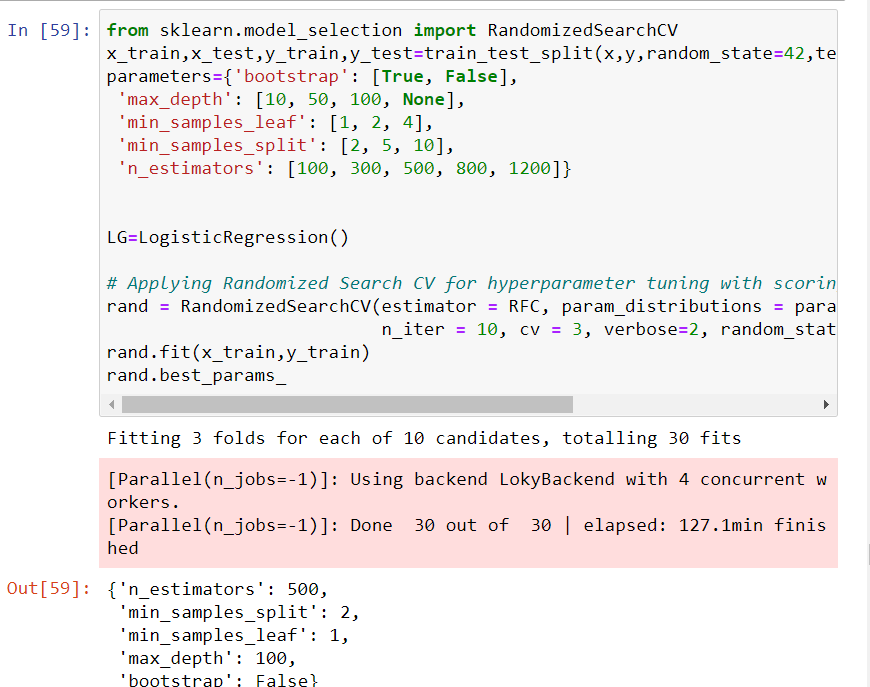 In [59]: from sklearn.model_selection import RandomizedSearchCV
x_train,x_test,y_train,y_test=train_test_split(x,y,random_state=42,te
parameters={'bootstrap': [True, False],
 'max_depth': [10, 50, 100, None],
 'min_samples_leaf': [1, 2, 4],
 'min_samples_split': [2, 5, 10],
 'n_estimators': [100, 300, 500, 800, 1200]}
LG=LogisticRegression()
# Applying Randomized Search CV for hyperparameter tuning with scorin
rand = RandomizedSearchCV(estimator = RFC, param_distributions = para
                          n_iter = 10, cv = 3, verbose=2, random_stat
rand.fit(x_train,y_train)
rand.best_params_
Fitting 3 folds for each of 10 candidates, totalling 30 fits
[Parallel(n_jobs=-1)]: Using backend LokyBackend with 4 concurrent w
orkers.
[Parallel(n_jobs=-1)]: Done  30 out of  30 | elapsed: 127.1min finis
hed
Out[59]: {'n_estimators': 500,
 'min_samples_split': 2,
 'min_samples_leaf': 1,
 'max_depth': 100,
 'bootstrap': False}